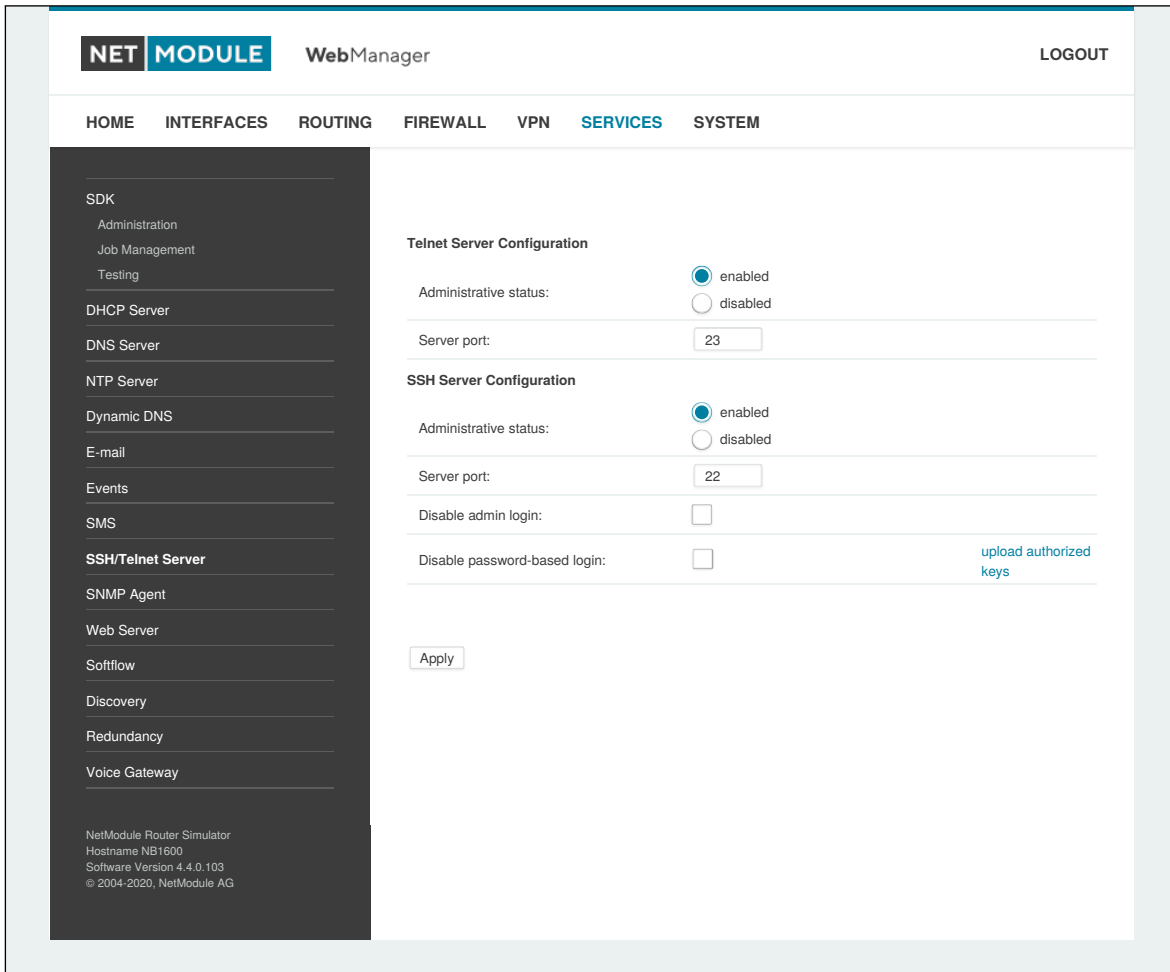 NET MODULE WebManager LOGOUT
HOME INTERFACES ROUTING FIREWALL VPN SERVICES SYSTEM
SDK
Administration
Job Management
Testing
DHCP Server
DNS Server
NTP Server
Dynamic DNS
E-mail
Events
SMS
SSH/Telnet Server
SNMP Agent
Web Server
Softflow
Discovery
Redundancy
Voice Gateway
NetModule Router Simulator
Hostname NB1600
Software Version 4.4.0.103
© 2004-2020, NetModule AG
Telnet Server Configuration
Administrative status:
enabled
disabled
Server port: 23
SSH Server Configuration
Administrative status:
enabled
disabled
Server port: 22
Disable admin login:
Disable password-based login:
upload authorized
keys
Apply